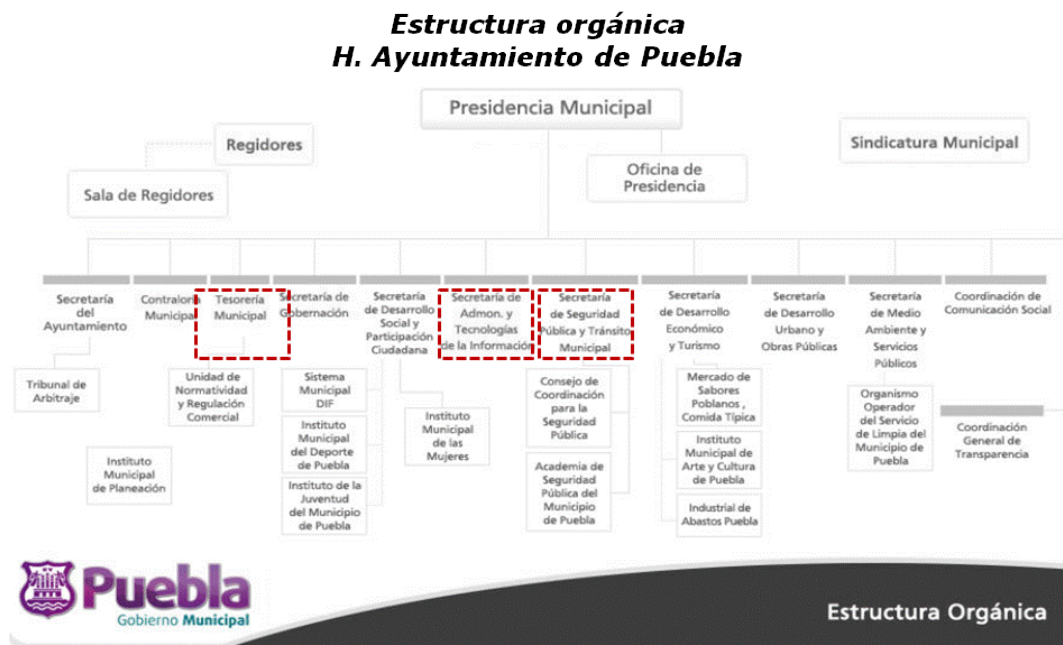 Estructura orgánica
H. Ayuntamiento de Puebla
Presidencia Municipal
Regidores
Sala de Regidores
Oficina de
Presidencia
Sindicatura Municipal
Secretaría
del
Ayuntamiento
Contraloría
Municipal
Tesorería
Municipal
Secretaría de
Gobernación
Secretaría
de Desarrollo
Social y
Participación
Ciudadana
Secretaría de
Admon. y
Tecnologías
de la Información
Secretaría
de Seguridad
Pública y Tránsito
Municipal
Secretaría
de Desarrollo
Económico
y Turismo
Secretaría
de Desarrollo
Urbano y
Obras Públicas
Secretaría
de Medio
Ambiente y
Servicios
Públicos
Coordinación de
Comunicación Social
Tribunal de
Arbitraje
Instituto
Municipal
de Planeación
Unidad de
Normatividad
y Regulación
Comercial
Sistema
Municipal
DIF
Instituto
Municipal
del Deporte
de Puebla
Instituto de la
Juventud
del Municipio
de Puebla
Instituto
Municipal
de las
Mujeres
Consejo de
Coordinación
para la
Seguridad
Pública
Academia de
Seguridad
Pública del
Municipio
de Puebla
Mercado de
Sabores
Poblanos ,
Comida Típica
Instituto
Municipal de
Arte y Cultura
de Puebla
Industrial de
Abastos Puebla
Organismo
Operador
del Servicio
de Limpia del
Municipio de
Puebla
Coordinación
General de
Transparencia
Puebla
Gobierno Municipal
Estructura Orgánica